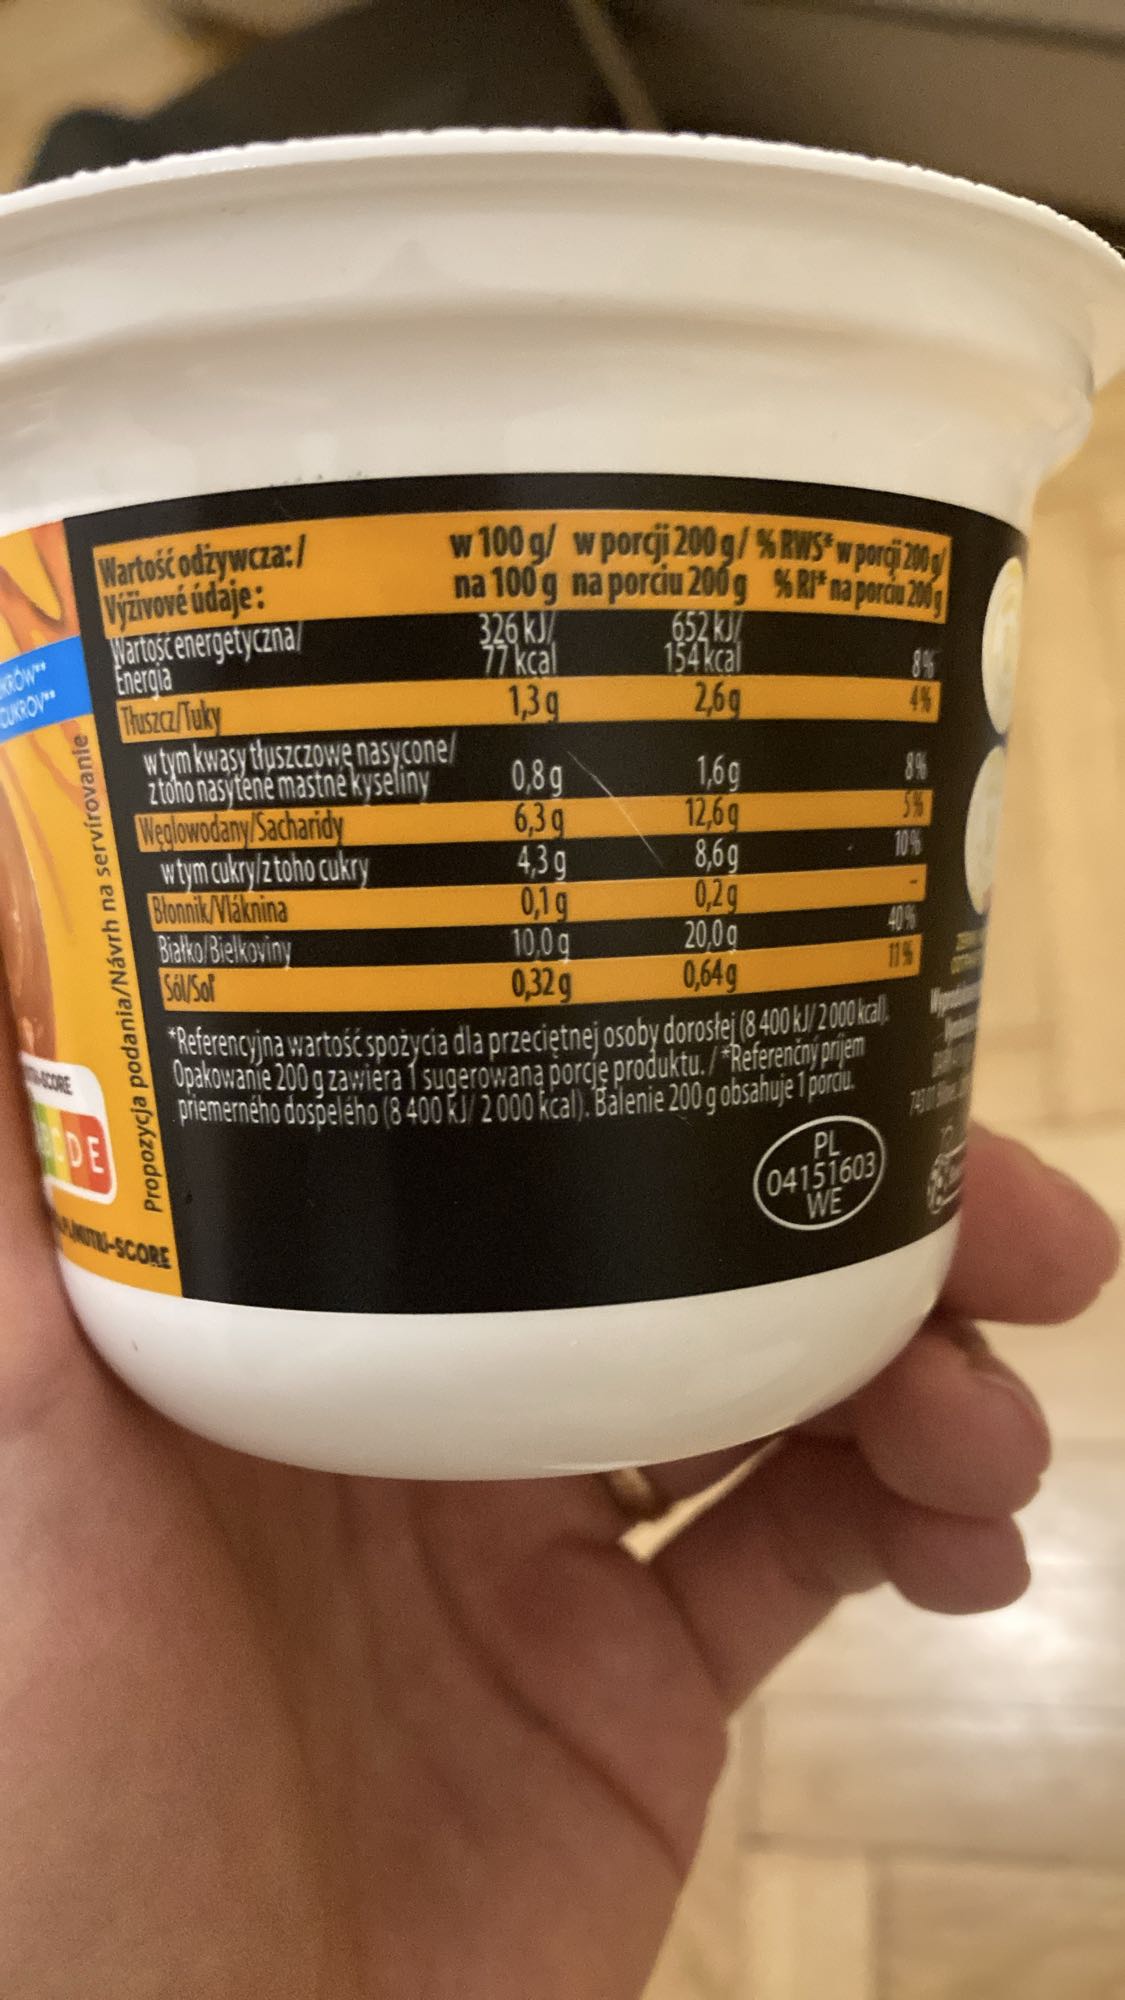 Wartość odżywcza:/ w 100 g/ w porcji 200 g/ % RWS* w porcji 200 g/
Výživové údaje: na 100 g na porciu 200 g % RI* na porciu 200 g
Wartość energetyczna/ 326 kJ/ 652 kJ/
Energia 77 kcal 154 kcal 8 %
Tłuszcz/Tuky 1,3 g 2,6 g 4 %
w tym kwasy tłuszczowe nasycone/
z toho nasýtené mastné kyseliny 0,8 g 1,6 g 8 %
Węglowodany/Sacharidy 6,3 g 12,6 g 5 %
w tym cukry/z toho cukry 4,3 g 8,6 g 10 %
Błonnik/Vláknina 0,1 g 0,2 g -
Białko/Bielkoviny 10,0 g 20,0 g 40 %
Sól/Soľ 0,32 g 0,64 g 11 %
*Referencyjna wartość spożycia dla przeciętnej osoby dorosłej (8 400 kJ/ 2 000 kcal).
Opakowanie 200 g zawiera 1 sugerowaną porcję produktu. / *Referenčný príjem
priemerného dospelého (8 400 kJ/ 2 000 kcal). Balenie 200 g obsahuje 1 porciu.
PL
04151603
WE
Propozycja podania/Návrh na servírovanie
-SCORE
D E
NUTRI-SCORE